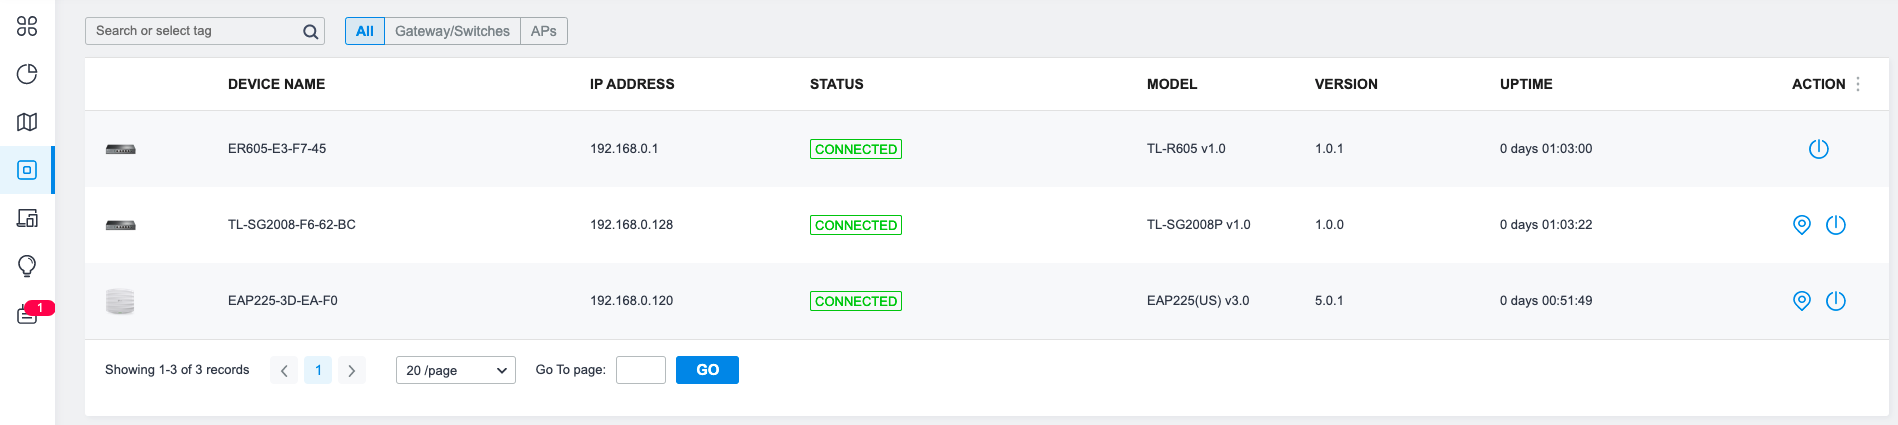 Search or select tag All Gateway/Switches APs
DEVICE NAME IP ADDRESS STATUS MODEL VERSION UPTIME ACTION
ER605-E3-F7-45 192.168.0.1 CONNECTED TL-R605 v1.0 1.0.1 0 days 01:03:00
TL-SG2008-F6-62-BC 192.168.0.128 CONNECTED TL-SG2008P v1.0 1.0.0 0 days 01:03:22
EAP225-3D-EA-F0 192.168.0.120 CONNECTED EAP225(US) v3.0 5.0.1 0 days 00:51:49
1
Showing 1-3 of 3 records 1 20 /page Go To page: GO